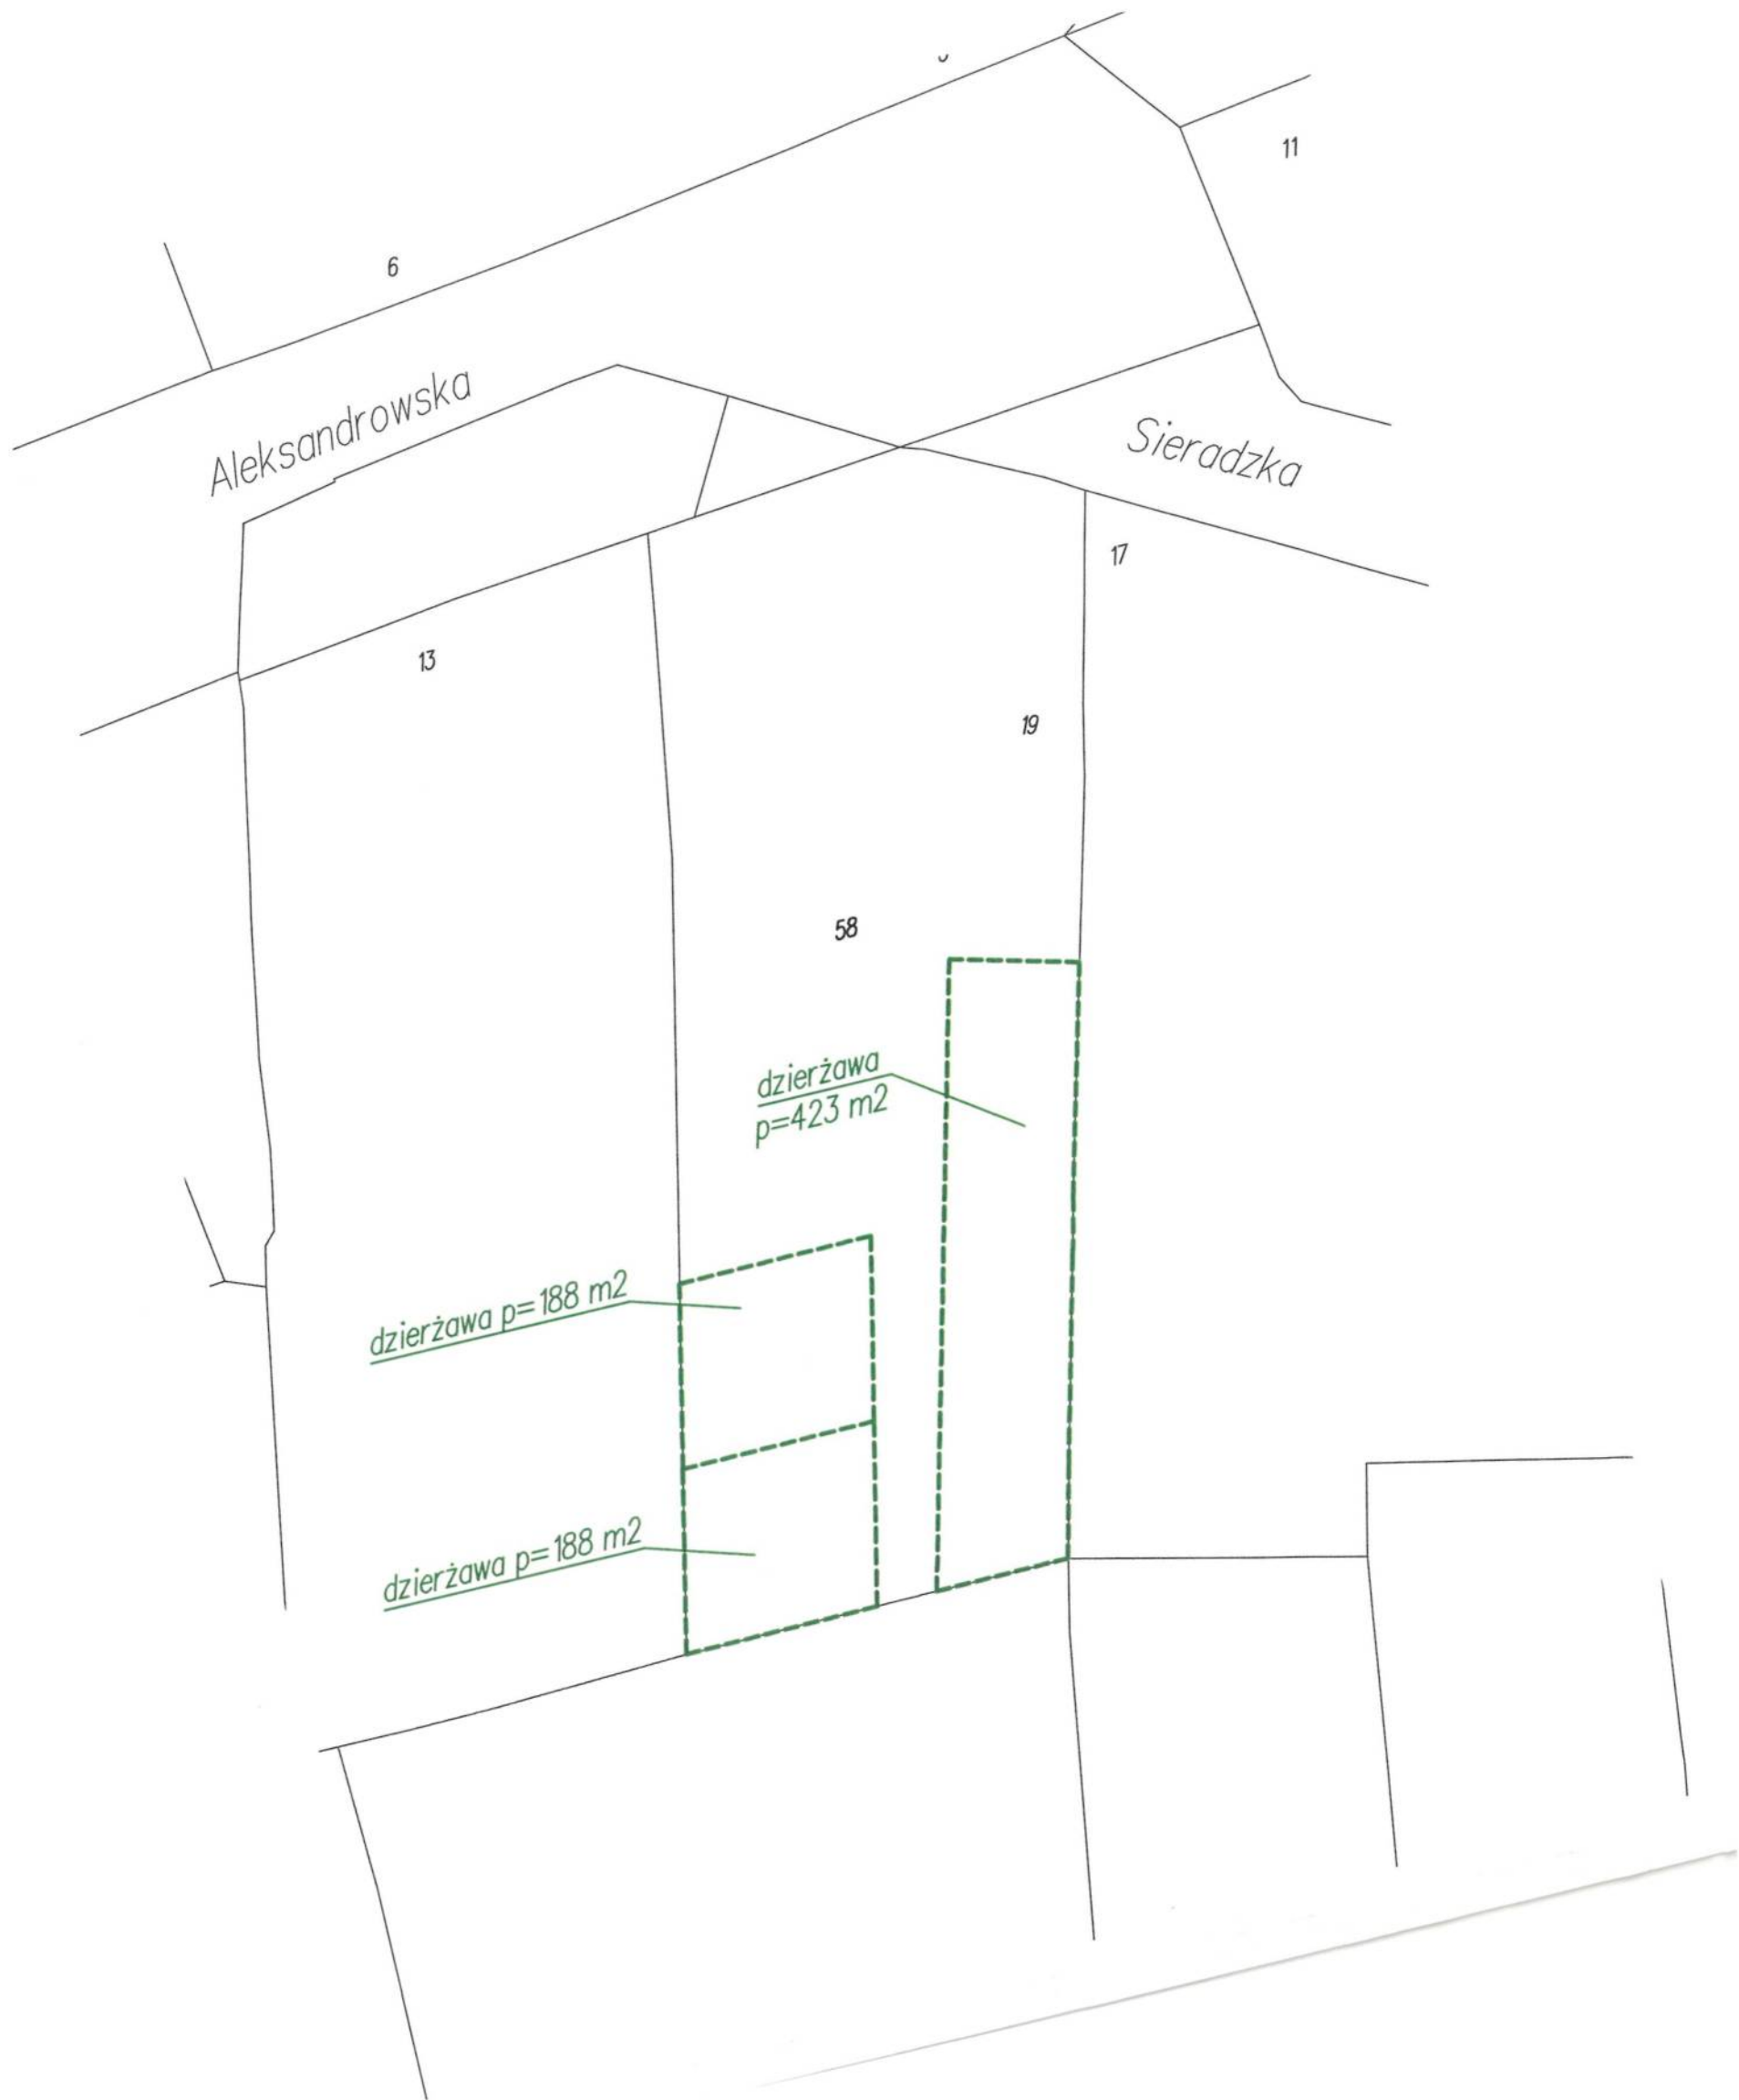 6
11
Aleksandrowska
Sieradzka
17
13
19
58
dzierżawa
p=423 m2
dzierżawa p=188 m2
dzierżawa p=188 m2